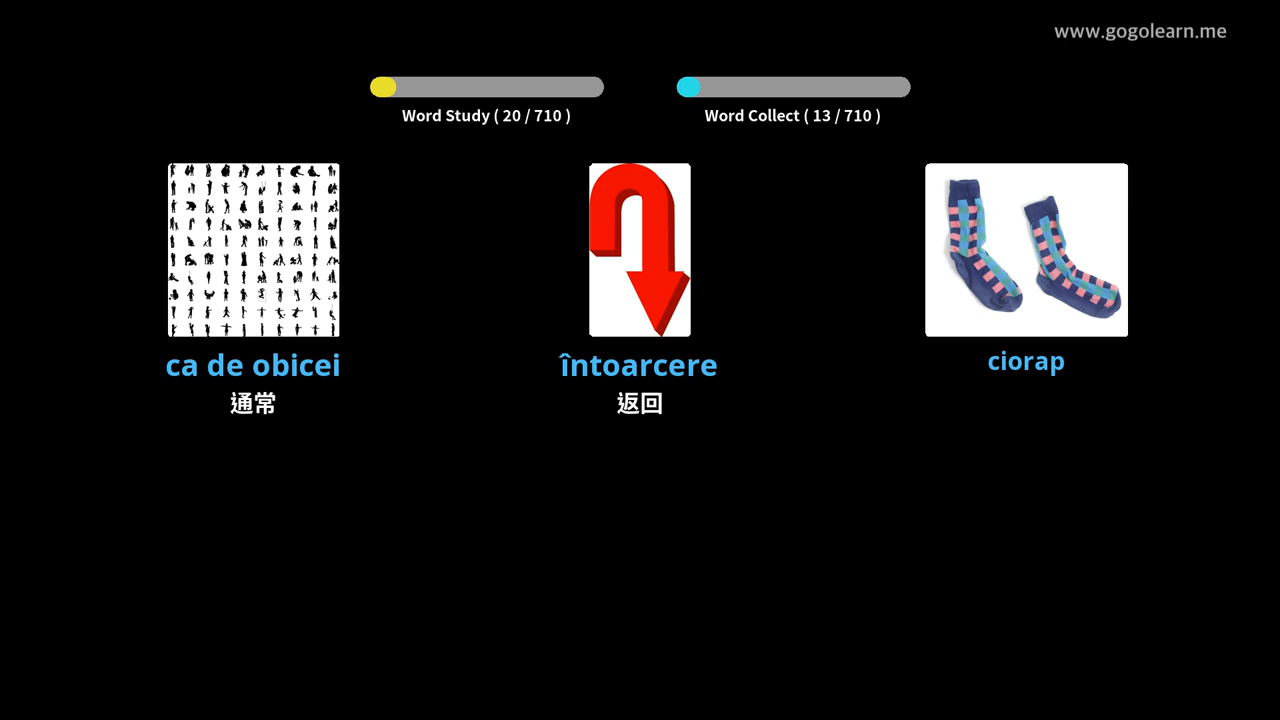 www.gogolearn.me
Word Study ( 20 / 710 )
Word Collect ( 13 / 710 )
ca de obicei
通常
întoarcere
返回
ciorap